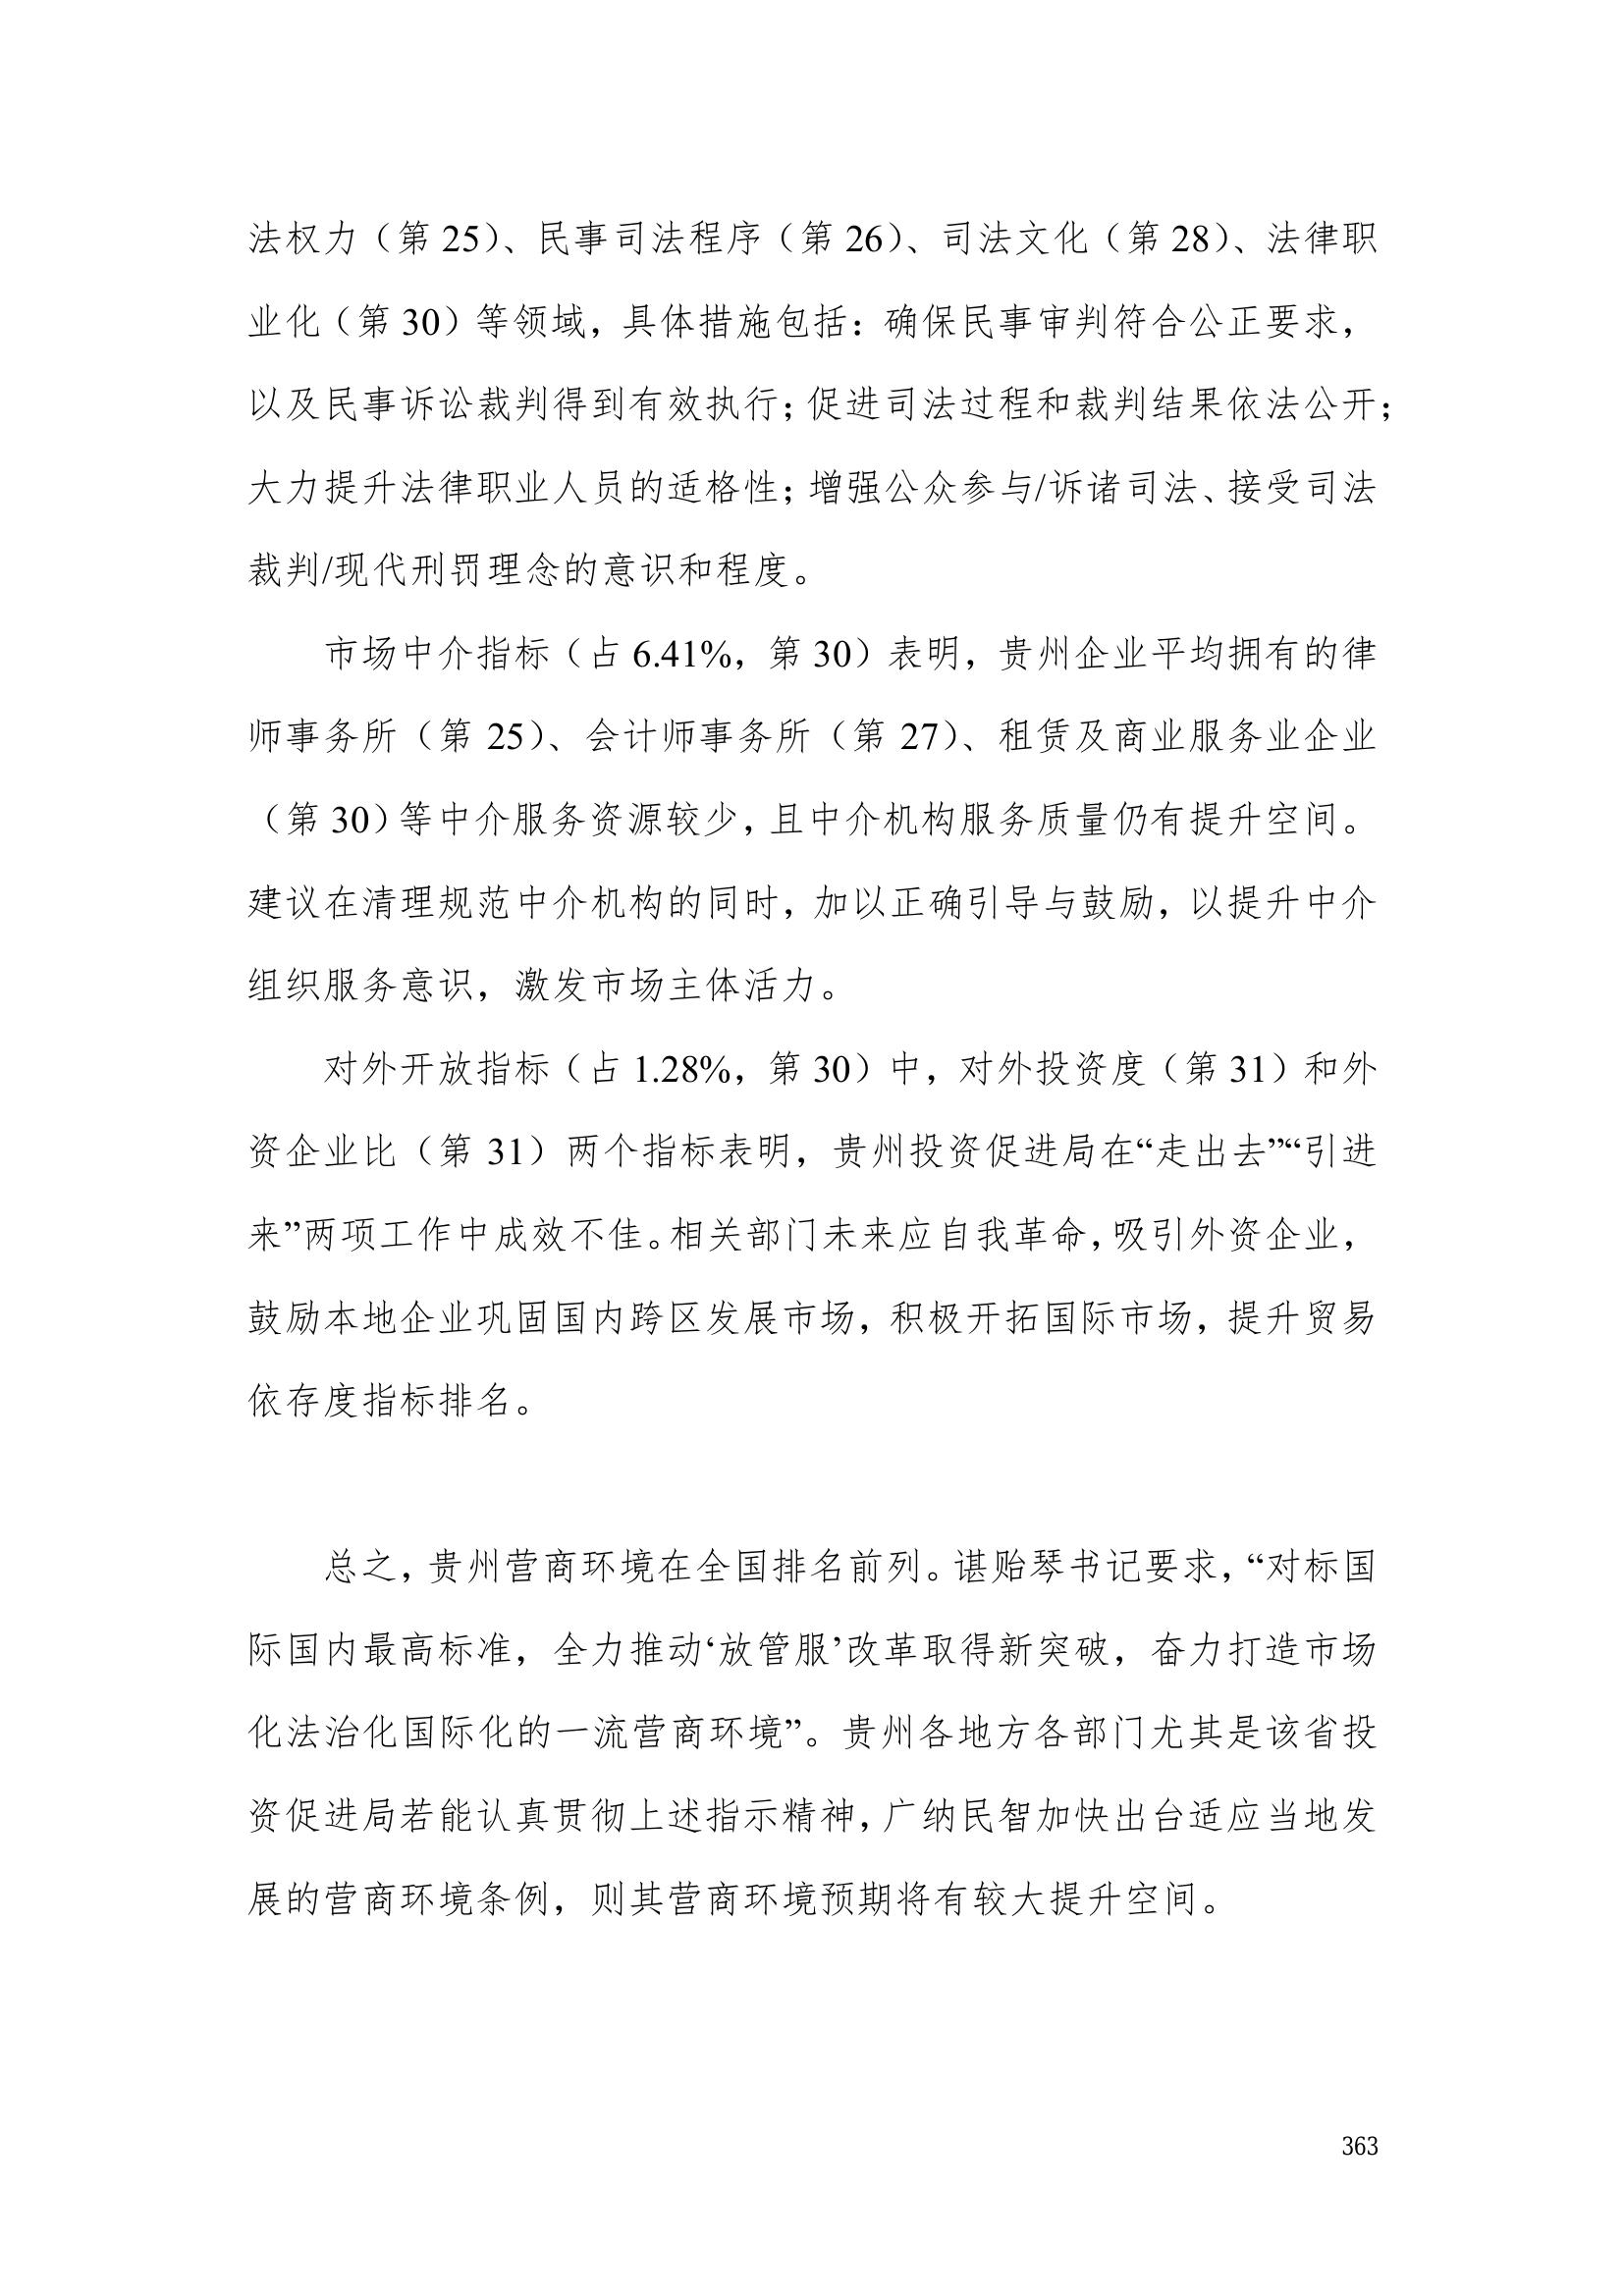 法权力（第 25）、民事司法程序（第 26）、司法文化（第 28）、法律职
业化（第 30）等领域，具体措施包括：确保民事审判符合公正要求，
以及民事诉讼裁判得到有效执行；促进司法过程和裁判结果依法公开；
大力提升法律职业人员的适格性；增强公众参与/诉诸司法、接受司法
裁判/现代刑罚理念的意识和程度。
市场中介指标（占 6.41%，第 30）表明，贵州企业平均拥有的律
师事务所（第 25）、会计师事务所（第 27）、租赁及商业服务业企业
（第 30）等中介服务资源较少，且中介机构服务质量仍有提升空间。
建议在清理规范中介机构的同时，加以正确引导与鼓励，以提升中介
组织服务意识，激发市场主体活力。
对外开放指标（占 1.28%，第 30）中，对外投资度（第 31）和外
资企业比（第 31）两个指标表明，贵州投资促进局在“走出去”“引进
来”两项工作中成效不佳。相关部门未来应自我革命，吸引外资企业，
鼓励本地企业巩固国内跨区发展市场，积极开拓国际市场，提升贸易
依存度指标排名。
总之，贵州营商环境在全国排名前列。谌贻琴书记要求，“对标国
际国内最高标准，全力推动‘放管服’改革取得新突破，奋力打造市场
化法治化国际化的一流营商环境”。贵州各地方各部门尤其是该省投
资促进局若能认真贯彻上述指示精神，广纳民智加快出台适应当地发
展的营商环境条例，则其营商环境预期将有较大提升空间。
363